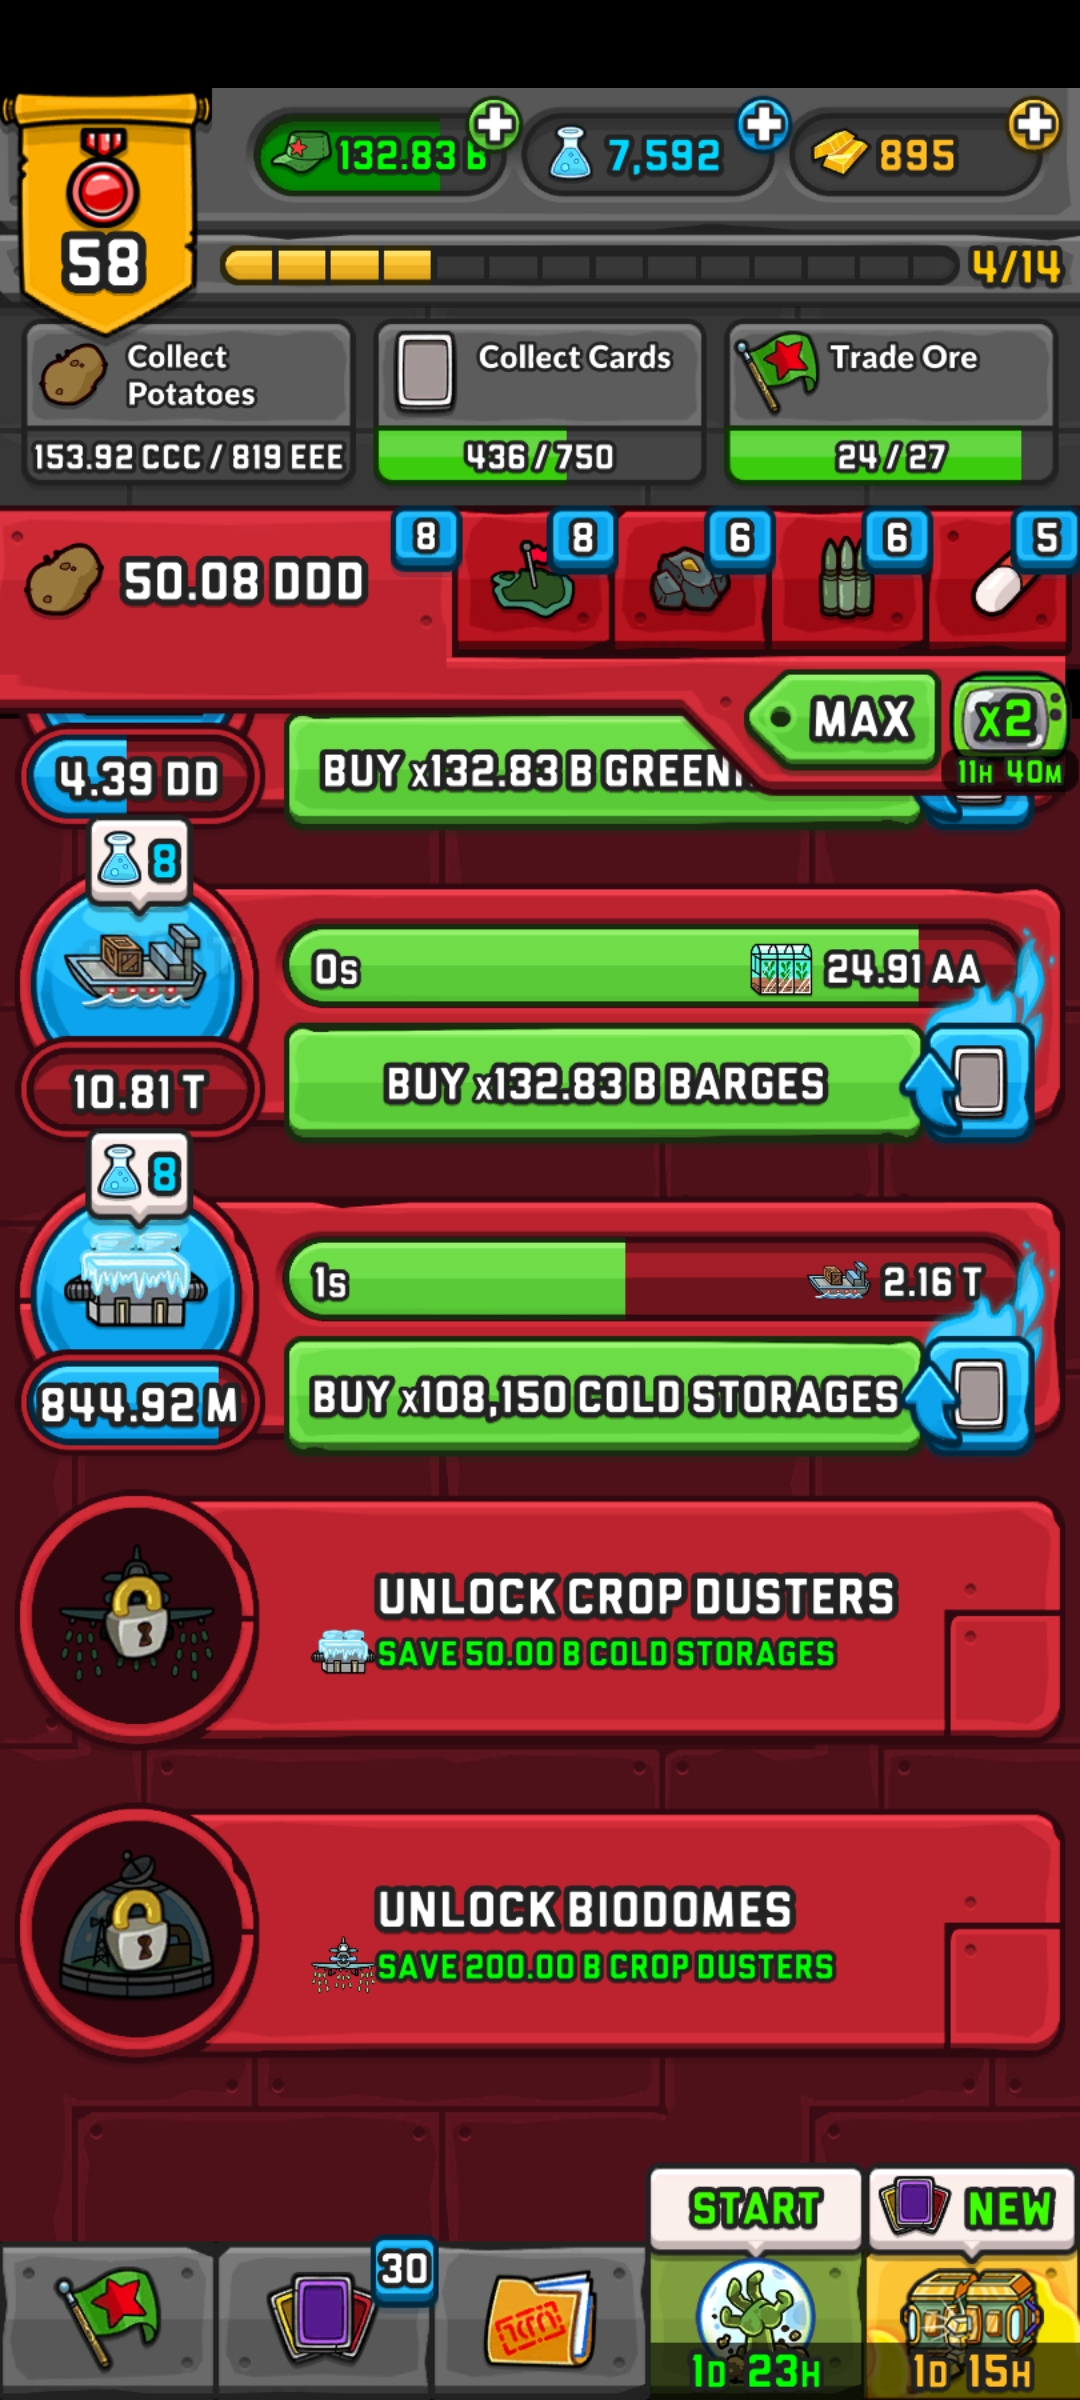 132.83 B
7,592
895
58
4/14
Collect
Potatoes
Collect Cards
Trade Ore
153.92 CCC / 819 EEE
436 / 750
24 / 27
50.08 DDD
8
8
6
6
5
MAX
x2
11H 40M
4.39 DD
BUY x132.83 B
8
0s
24.91 AA
10.81 T
BUY x132.83 B BARGES
8
1s
2.16 T
844.92 M
BUY x108,150 COLD STORAGES
UNLOCK CROP DUSTERS
SAVE 50.00 B COLD STORAGES
UNLOCK BIODOMES
SAVE 200.00 B CROP DUSTERS
START
NEW
30
1D 23H
1D 15H